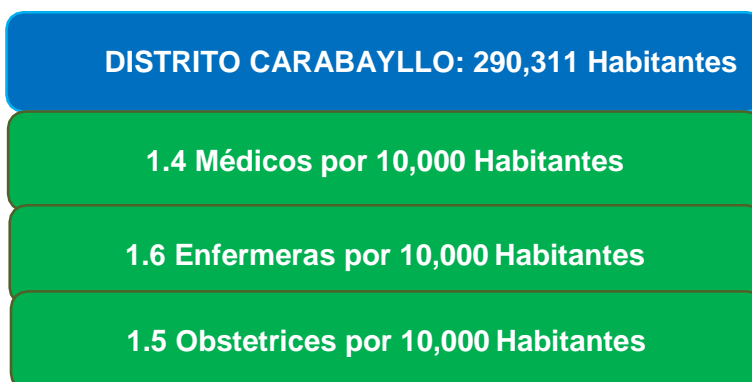 DISTRITO CARABAYLLO: 290,311 Habitantes
1.4 Médicos por 10,000 Habitantes
1.6 Enfermeras por 10,000 Habitantes
1.5 Obstetrices por 10,000 Habitantes